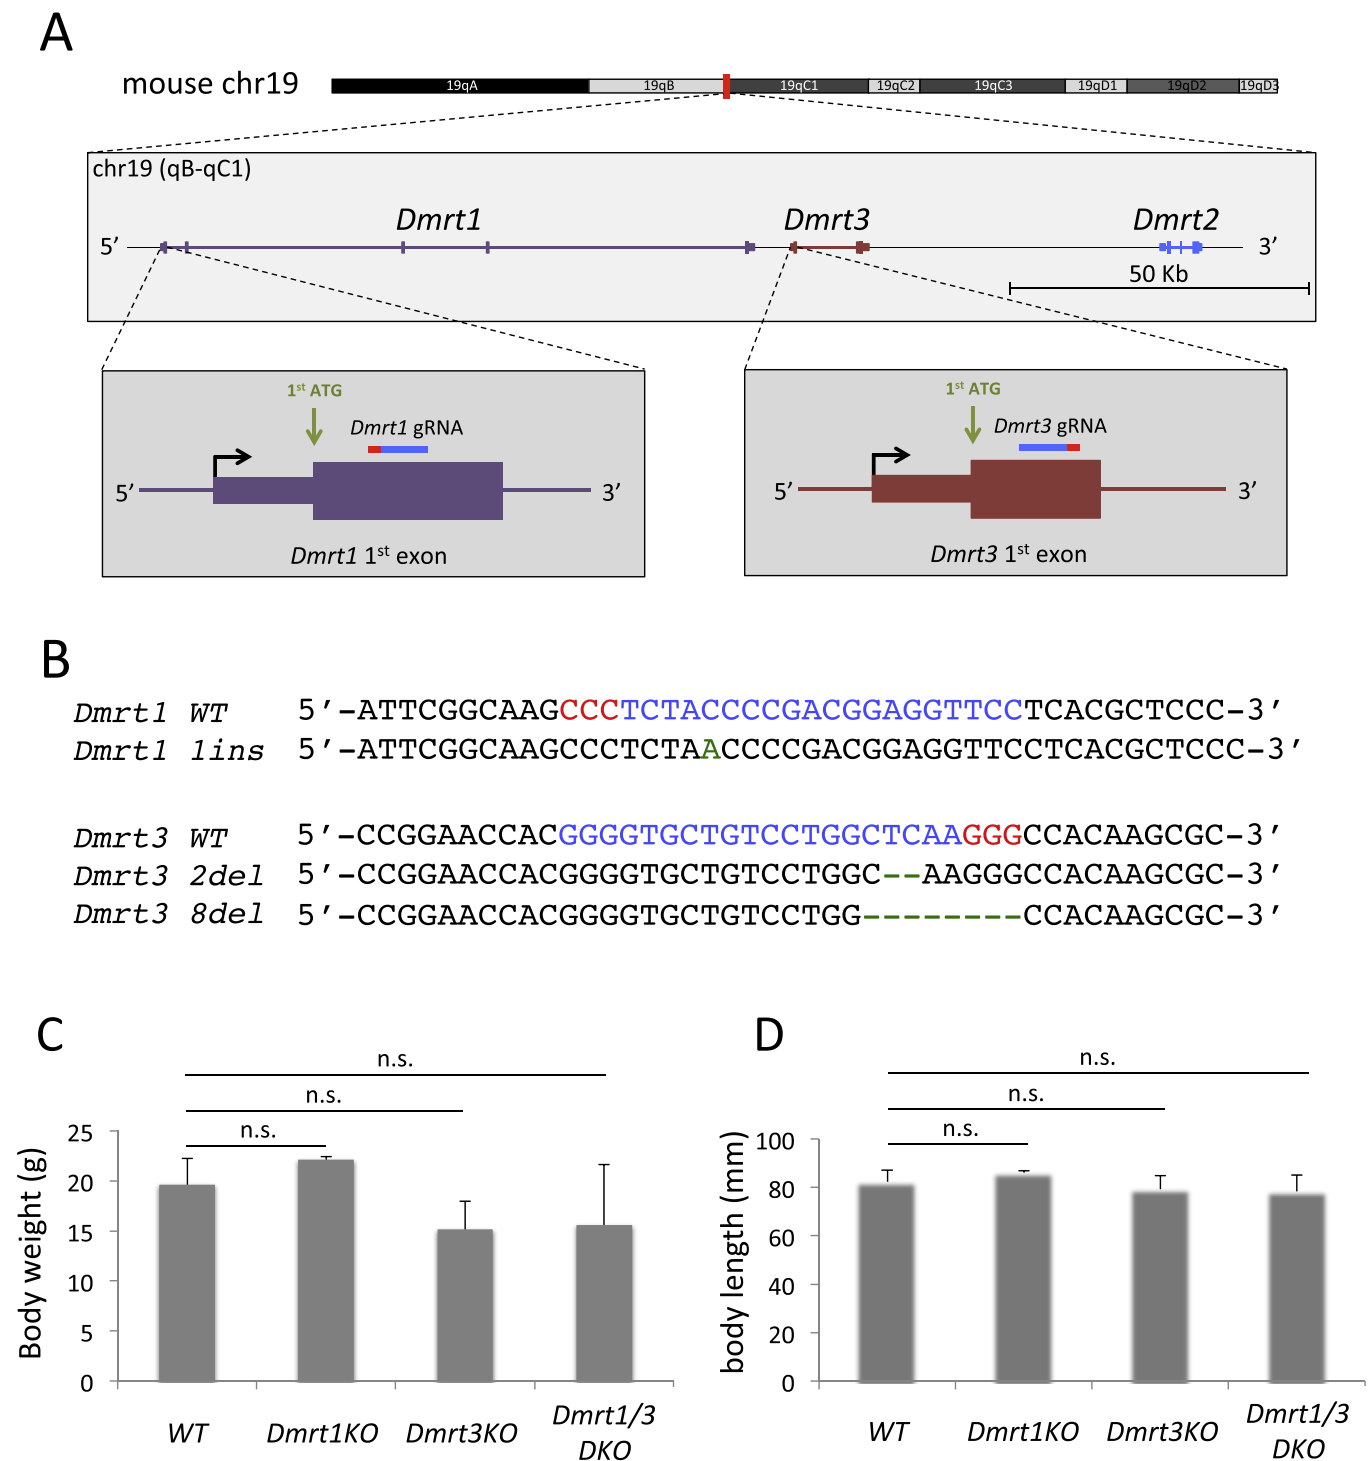 A
mouse chr19
19qA 19qB 19qC1 19qC2 19qC3 19qD1 19qD2 19qD3
chr19 (qB-qC1)
Dmrt1 Dmrt3 Dmrt2
5’ 3’
50 Kb
1st ATG
Dmrt1 gRNA
5’ 3’
Dmrt1 1st exon
1st ATG
Dmrt3 gRNA
5’ 3’
Dmrt3 1st exon
B
Dmrt1 WT 5’-ATTCGGCAAGCCCTCTACCCCGACGGAGGTTCCTCACGCTCCC-3’
Dmrt1 1ins 5’-ATTCGGCAAGCCCTCTAACCCCGACGGAGGTTCCTCACGCTCCC-3’
Dmrt3 WT 5’-CCGGAACCACGGGGTGCTGTCCTGGCTCAAGGGCCACAAGCGC-3’
Dmrt3 2del 5’-CCGGAACCACGGGGTGCTGTCCTGGC--AAGGGCCACAAGCGC-3’
Dmrt3 8del 5’-CCGGAACCACGGGGTGCTGTCCTGG--------CCACAAGCGC-3’
C
n.s.
n.s.
n.s.
Body weight (g)
25
20
15
10
5
0
WT Dmrt1KO Dmrt3KO Dmrt1/3
DKO
D
n.s.
n.s.
n.s.
body length (mm)
100
80
60
40
20
0
WT Dmrt1KO Dmrt3KO Dmrt1/3
DKO